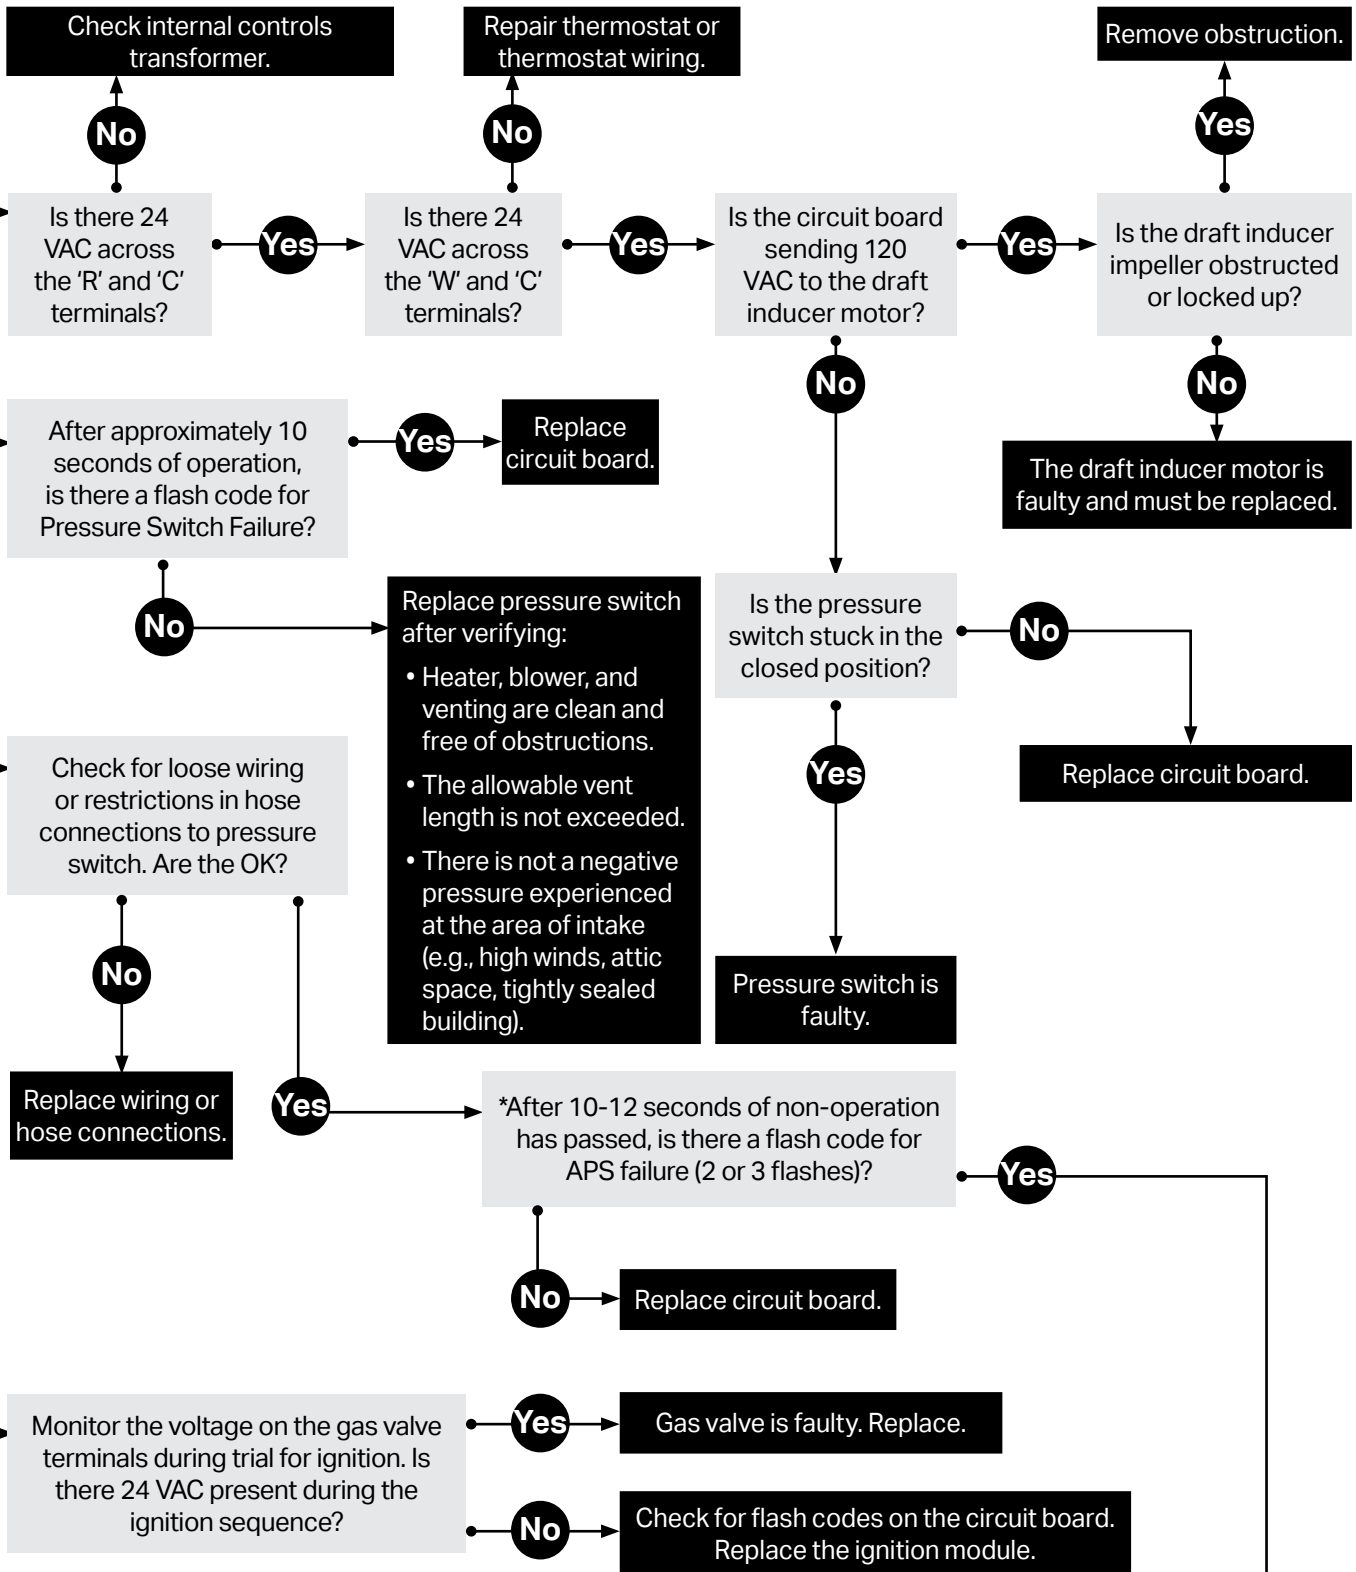 Check internal controls
transformer.
Repair thermostat or
thermostat wiring.
Remove obstruction.
No
No
Yes
Is there 24
VAC across
the ‘R’ and ‘C’
terminals?
Yes
Is there 24
VAC across
the ‘W’ and ‘C’
terminals?
Yes
Is the circuit board
sending 120
VAC to the draft
inducer motor?
Yes
Is the draft inducer
impeller obstructed
or locked up?
No
No
After approximately 10
seconds of operation,
is there a flash code for
Pressure Switch Failure?
Yes
Replace
circuit board.
The draft inducer motor is
faulty and must be replaced.
No
Replace pressure switch
after verifying:
• Heater, blower, and
venting are clean and
free of obstructions.
• The allowable vent
length is not exceeded.
• There is not a negative
pressure experienced
at the area of intake
(e.g., high winds, attic
space, tightly sealed
building).
Is the pressure
switch stuck in the
closed position?
No
Yes
Replace circuit board.
Pressure switch is
faulty.
Check for loose wiring
or restrictions in hose
connections to pressure
switch. Are the OK?
No
Replace wiring or
hose connections.
Yes
*After 10-12 seconds of non-operation
has passed, is there a flash code for
APS failure (2 or 3 flashes)?
Yes
No
Replace circuit board.
Monitor the voltage on the gas valve
terminals during trial for ignition. Is
there 24 VAC present during the
ignition sequence?
Yes
Gas valve is faulty. Replace.
No
Check for flash codes on the circuit board.
Replace the ignition module.